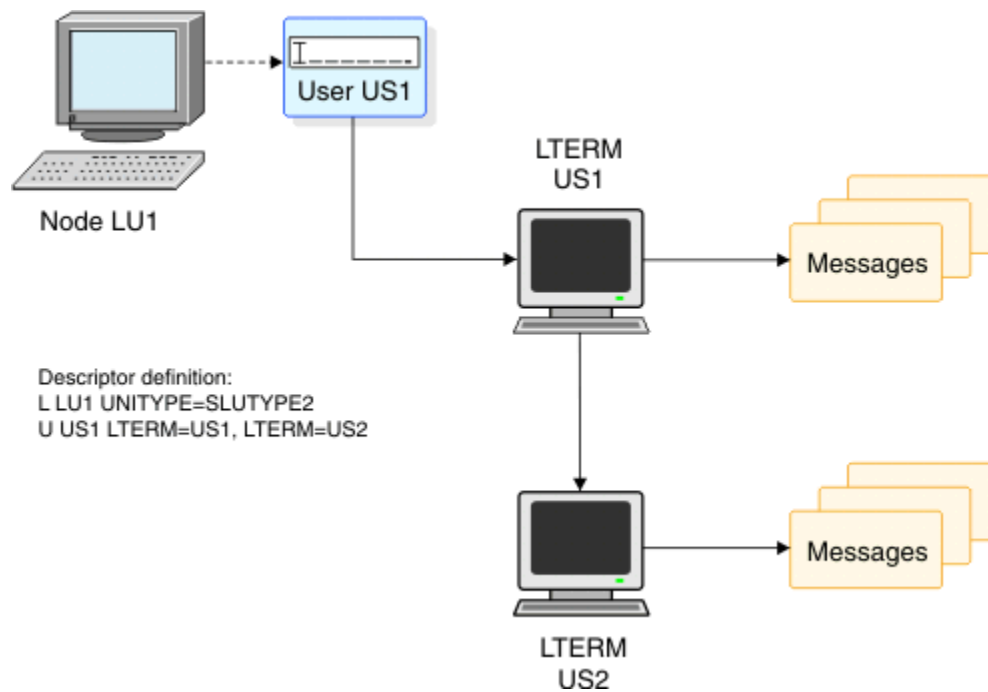 User US1
Node LU1
LTERM
US1
Messages
Descriptor definition:
L LU1 UNITYPE=SLUTYPE2
U US1 LTERM=US1, LTERM=US2
Messages
LTERM
US2